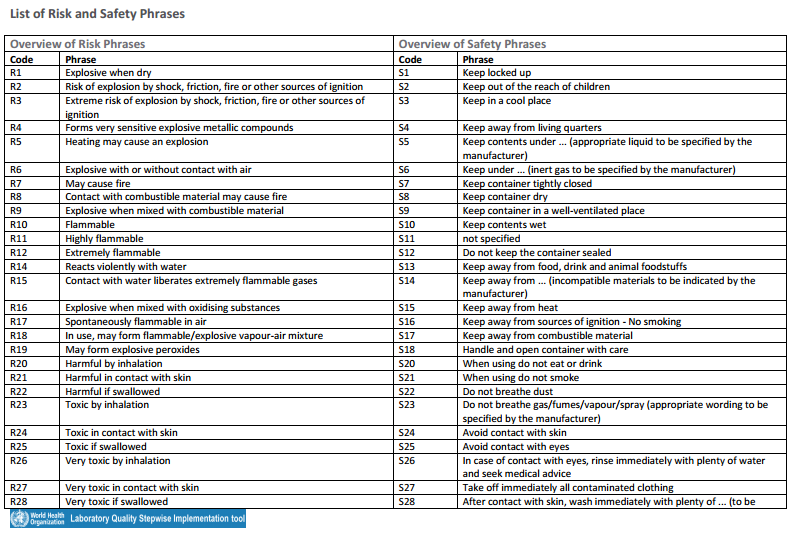 List of Risk and Safety Phrases
Overview of Risk Phrases Overview of Safety Phrases
Code Phrase Code Phrase
R1 Explosive when dry S1 Keep locked up
R2 Risk of explosion by shock, friction, fire or other sources of ignition S2 Keep out of the reach of children
R3 Extreme risk of explosion by shock, friction, fire or other sources of S3 Keep in a cool place
ignition
R4 Forms very sensitive explosive metallic compounds S4 Keep away from living quarters
R5 Heating may cause an explosion S5 Keep contents under ... (appropriate liquid to be specified by the
manufacturer)
R6 Explosive with or without contact with air S6 Keep under ... (inert gas to be specified by the manufacturer)
R7 May cause fire S7 Keep container tightly closed
R8 Contact with combustible material may cause fire S8 Keep container dry
R9 Explosive when mixed with combustible material S9 Keep container in a well-ventilated place
R10 Flammable S10 Keep contents wet
R11 Highly flammable S11 not specified
R12 Extremely flammable S12 Do not keep the container sealed
R14 Reacts violently with water S13 Keep away from food, drink and animal foodstuffs
R15 Contact with water liberates extremely flammable gases S14 Keep away from ... (incompatible materials to be indicated by the
manufacturer)
R16 Explosive when mixed with oxidising substances S15 Keep away from heat
R17 Spontaneously flammable in air S16 Keep away from sources of ignition - No smoking
R18 In use, may form flammable/explosive vapour-air mixture S17 Keep away from combustible material
R19 May form explosive peroxides S18 Handle and open container with care
R20 Harmful by inhalation S20 When using do not eat or drink
R21 Harmful in contact with skin S21 When using do not smoke
R22 Harmful if swallowed S22 Do not breathe dust
R23 Toxic by inhalation S23 Do not breathe gas/fumes/vapour/spray (appropriate wording to be
specified by the manufacturer)
R24 Toxic in contact with skin S24 Avoid contact with skin
R25 Toxic if swallowed S25 Avoid contact with eyes
R26 Very toxic by inhalation S26 In case of contact with eyes, rinse immediately with plenty of water
and seek medical advice
R27 Very toxic in contact with skin S27 Take off immediately all contaminated clothing
R28 Very toxic if swallowed S28 After contact with skin, wash immediately with plenty of ... (to be
World Health
Organization Laboratory Quality Stepwise Implementation tool